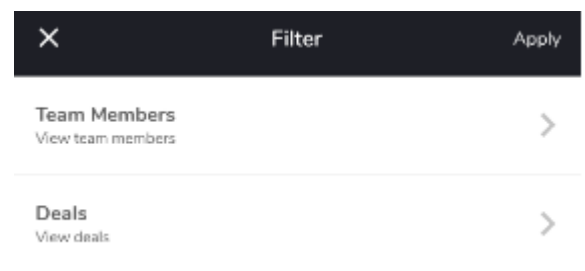 Filter
Apply
Team Members
View team members
Deals
View deals